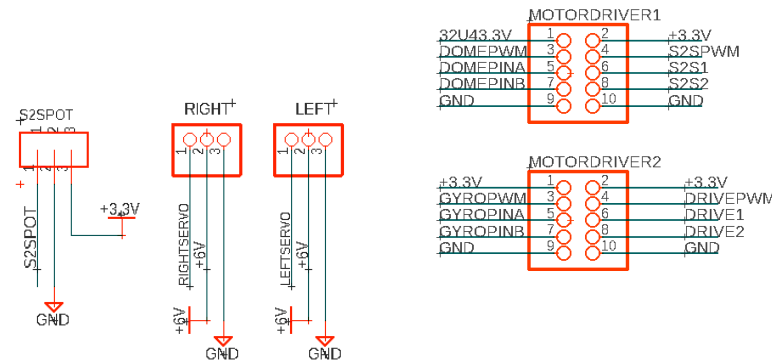 MOTORDRIVER1
32U43.3V 1 2 +3.3V
DOMEPWM 3 4 S2SPWM
DOMEPINA 5 6 S2S1
DOMEPINB 7 8 S2S2
GND 9 10 GND
S2SPOT
1 2 3
1 2 3
+3.3V
S2SPOT
GND
RIGHT
1 2 3
RIGHTSERVO
+6V
+6V
GND
LEFT
1 2 3
LEFTSERVO
+6V
+6V
GND
MOTORDRIVER2
+3.3V 1 2 +3.3V
GYROPWM 3 4 DRIVEPWM
GYROPINA 5 6 DRIVE1
GYROPINB 7 8 DRIVE2
GND 9 10 GND